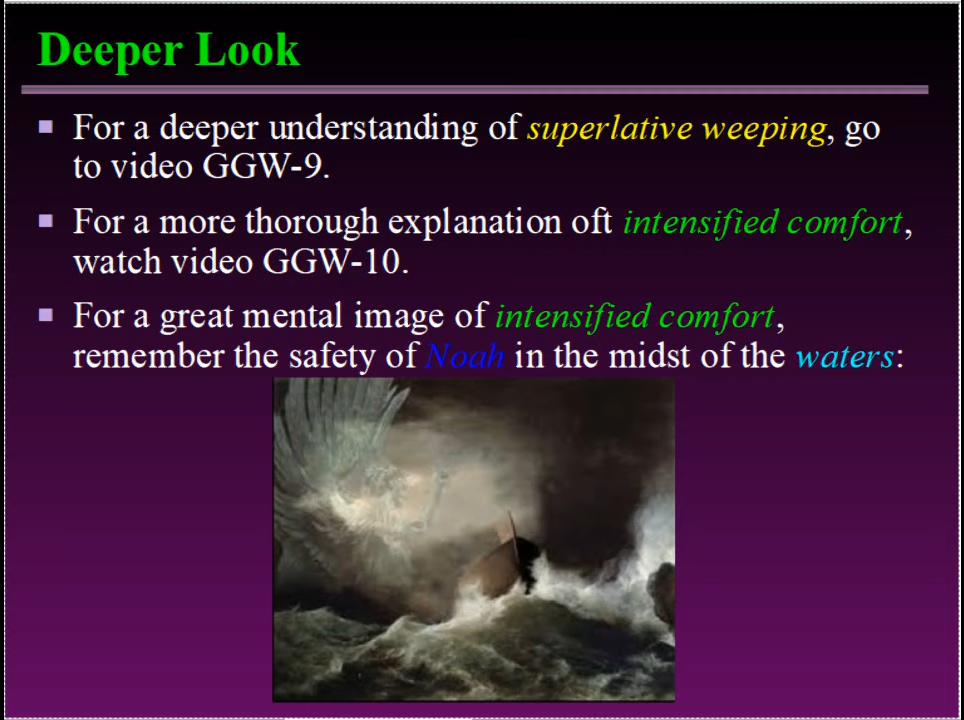 Deeper Look
For a deeper understanding of superlative weeping, go
to video GGW-9.
For a more thorough explanation oft intensified comfort,
watch video GGW-10.
For a great mental image of intensified comfort,
remember the safety of Noah in the midst of the waters: